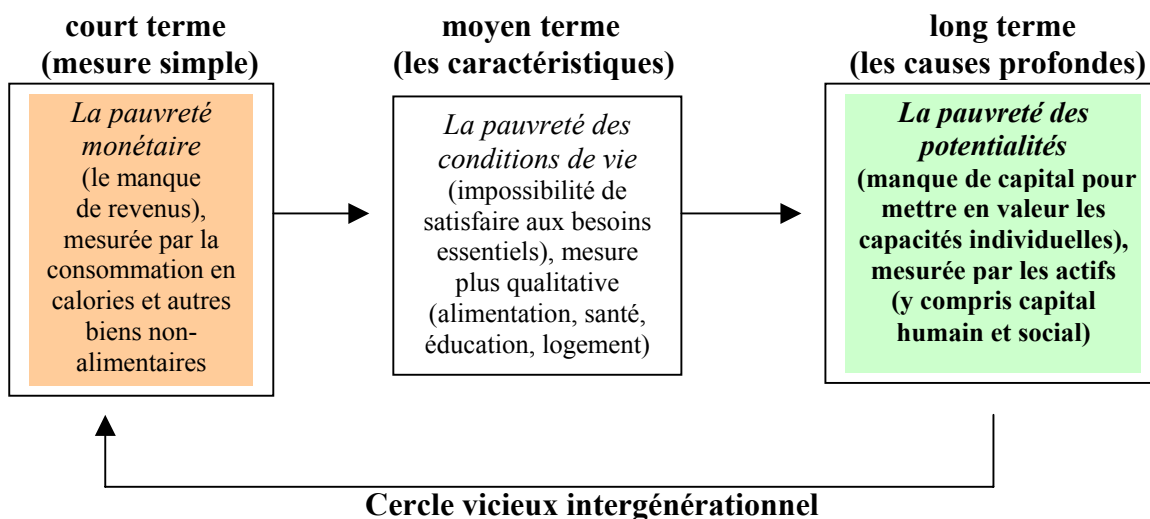 court terme
(mesure simple)
La pauvreté
monétaire
(le manque
de revenus),
mesurée par la
consommation en
calories et autres
biens non-
alimentaires
moyen terme
(les caractéristiques)
La pauvreté des
conditions de vie
(impossibilité de
satisfaire aux besoins
essentiels), mesure
plus qualitative
(alimentation, santé,
éducation, logement)
long terme
(les causes profondes)
La pauvreté des
potentialités
(manque de capital pour
mettre en valeur les
capacités individuelles),
mesurée par les actifs
(y compris capital
humain et social)
Cercle vicieux intergénérationnel